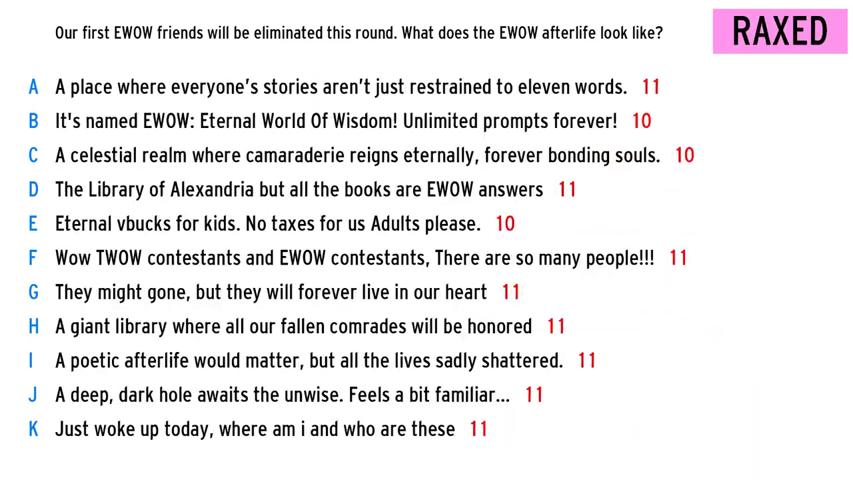 Our first EWOW friends will be eliminated this round. What does the EWOW afterlife look like?
RAXED
A A place where everyone's stories aren't just restrained to eleven words. 11
B It's named EWOW: Eternal World Of Wisdom! Unlimited prompts forever! 10
C A celestial realm where camaraderie reigns eternally, forever bonding souls. 10
D The Library of Alexandria but all the books are EWOW answers 11
E Eternal vbucks for kids. No taxes for us Adults please. 10
F Wow TWOW contestants and EWOW contestants, There are so many people!!! 11
G They might gone, but they will forever live in our heart 11
H A giant library where all our fallen comrades will be honored 11
I A poetic afterlife would matter, but all the lives sadly shattered. 11
J A deep, dark hole awaits the unwise. Feels a bit familiar... 11
K Just woke up today, where am i and who are these 11